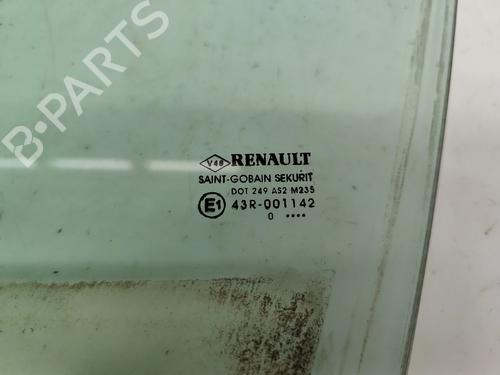 B-PARTS
V46 RENAULT
SAINT-GOBAIN SEKURIT
DOT 249 AS2 M235
E1 43R-001142
0 ....